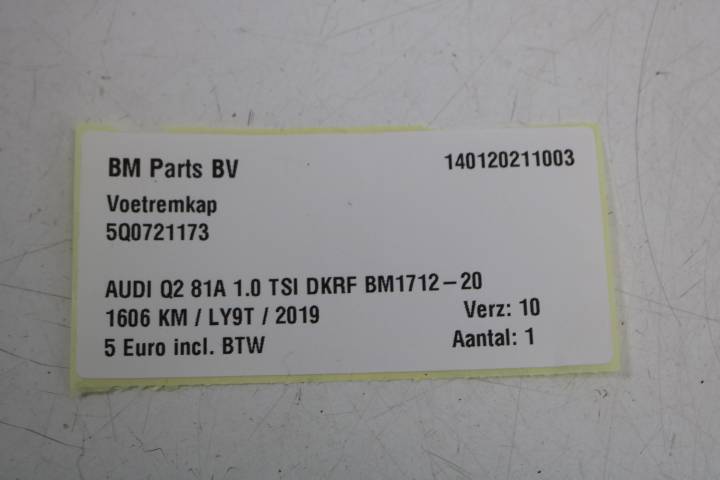 BM Parts BV 140120211003
Voetremkap
5Q0721173
AUDI Q2 81A 1.0 TSI DKRF BM1712-20
1606 KM / LY9T / 2019 Verz: 10
5 Euro incl. BTW Aantal: 1